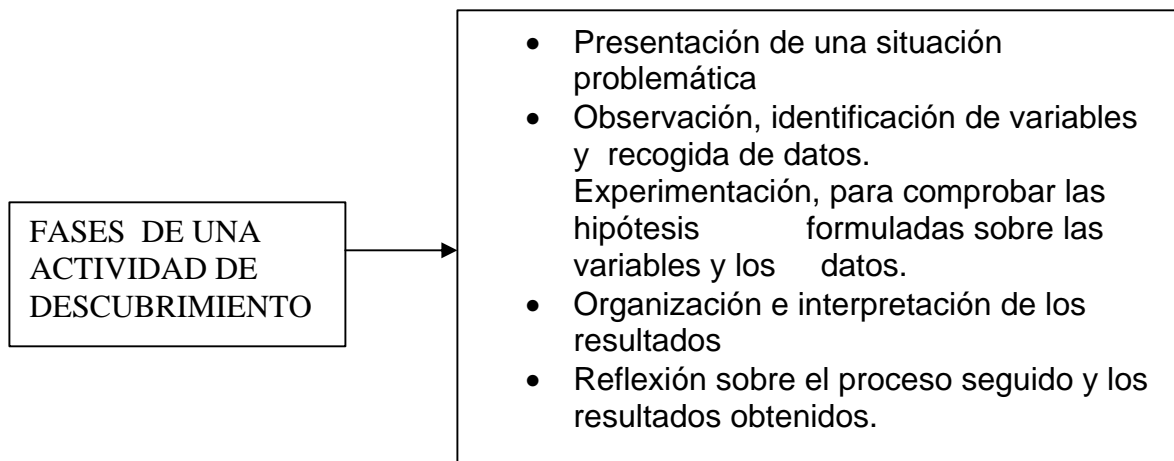 FASES DE UNA
ACTIVIDAD DE
DESCUBRIMIENTO
• Presentación de una situación
problemática
• Observación, identificación de variables
y recogida de datos.
Experimentación, para comprobar las
hipótesis formuladas sobre las
variables y los datos.
• Organización e interpretación de los
resultados
• Reflexión sobre el proceso seguido y los
resultados obtenidos.